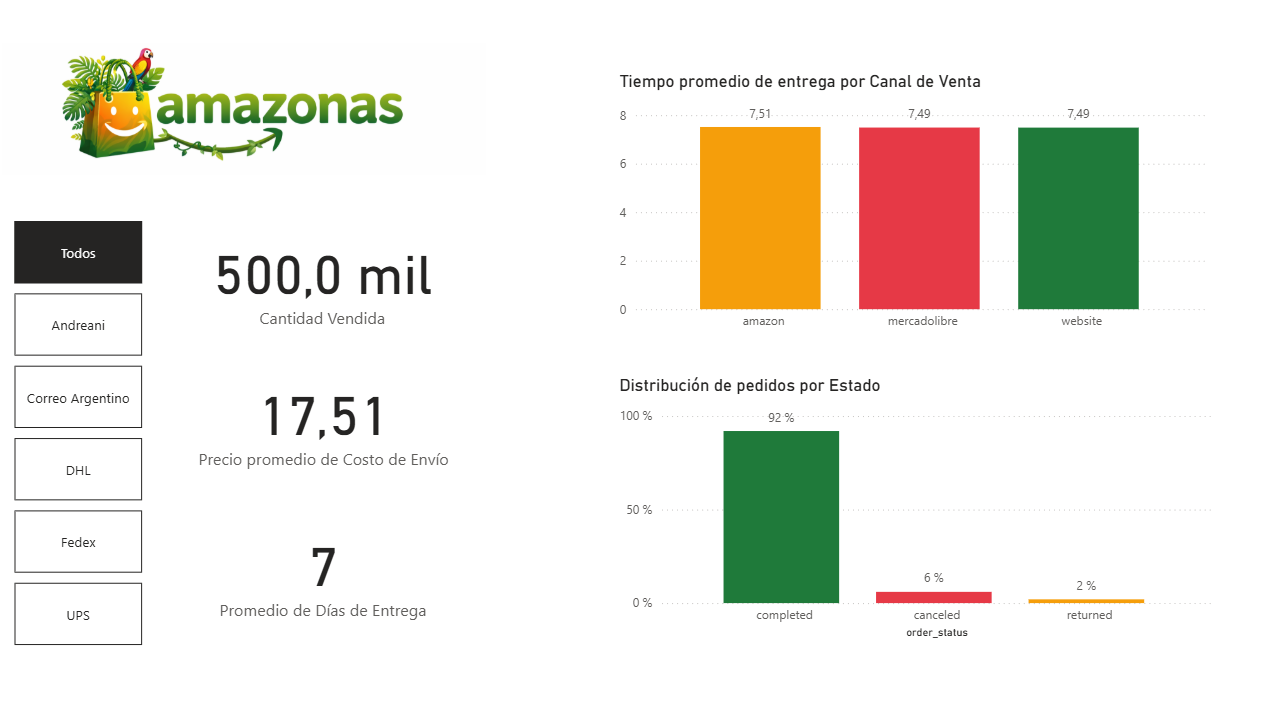 amazonas
Todos
Andreani
Correo Argentino
DHL
Fedex
UPS
500,0 mil
Cantidad Vendida
17,51
Precio promedio de Costo de Envío
7
Promedio de Días de Entrega
Tiempo promedio de entrega por Canal de Venta
8
6
4
2
0
7,51
7,49
7,49
amazon
mercadolibre
website
Distribución de pedidos por Estado
100 %
50 %
0 %
92 %
6 %
2 %
completed
canceled
returned
order_status